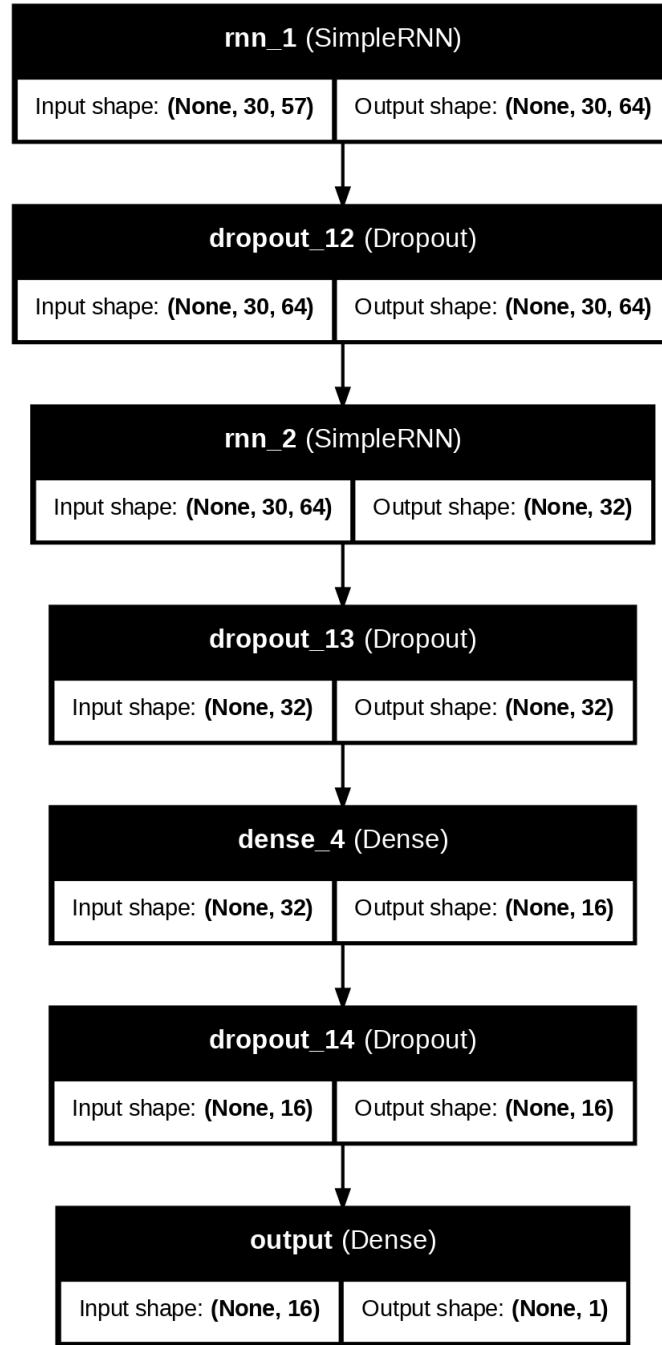 rnn_1 (SimpleRNN)
Input shape: (None, 30, 57) Output shape: (None, 30, 64)
dropout_12 (Dropout)
Input shape: (None, 30, 64) Output shape: (None, 30, 64)
rnn_2 (SimpleRNN)
Input shape: (None, 30, 64) Output shape: (None, 32)
dropout_13 (Dropout)
Input shape: (None, 32) Output shape: (None, 32)
dense_4 (Dense)
Input shape: (None, 32) Output shape: (None, 16)
dropout_14 (Dropout)
Input shape: (None, 16) Output shape: (None, 16)
output (Dense)
Input shape: (None, 16) Output shape: (None, 1)